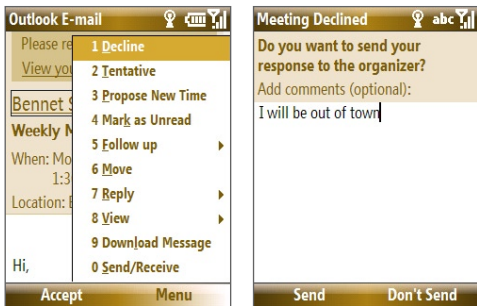 Outlook E-mail
Please re
View you
Bennet S
Weekly M
When: Mo
1:3
Location: B
Hi,
1 Decline
2 Tentative
3 Propose New Time
4 Mark as Unread
5 Follow up
6 Move
7 Reply
8 View
9 Download Message
0 Send/Receive
Accept
Menu
Meeting Declined
abc
Do you want to send your
response to the organizer?
Add comments (optional):
I will be out of town
Send
Don't Send